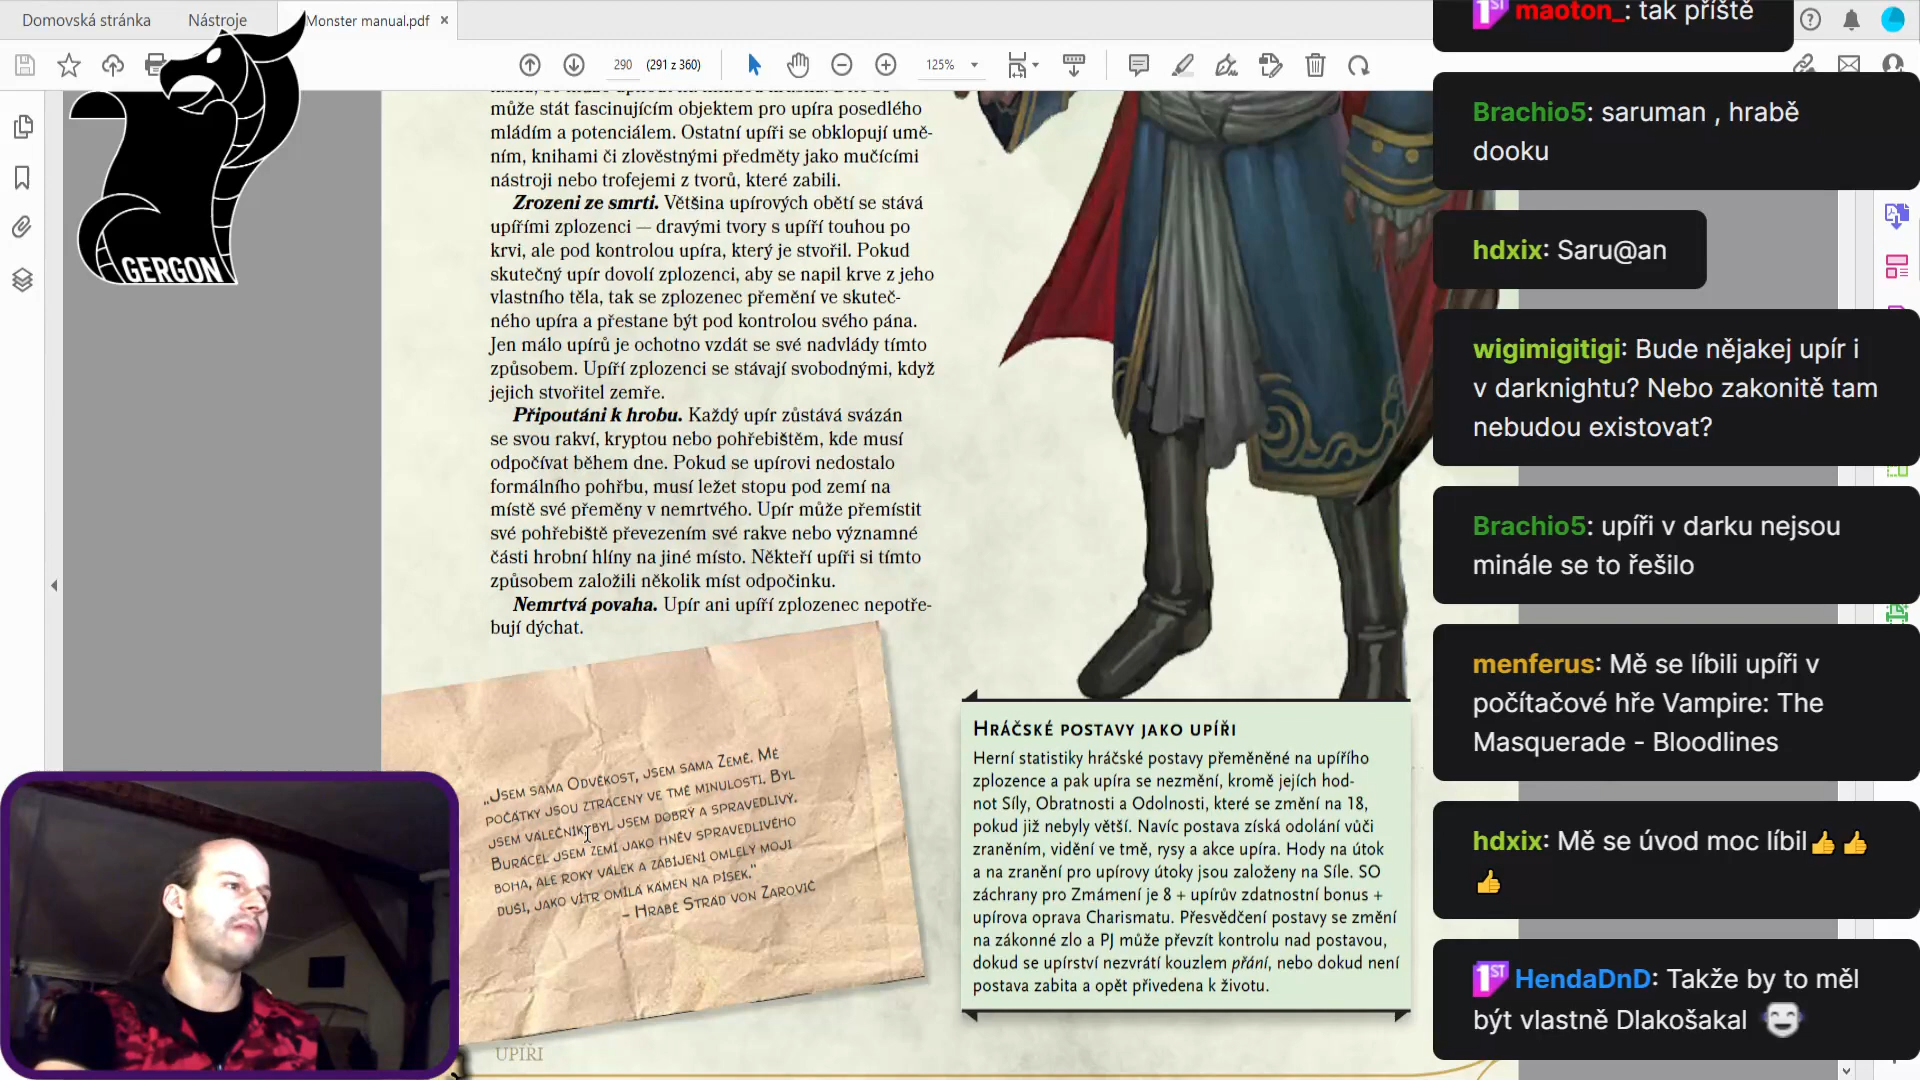 Domovská stránka
Nástroje
Monster manual.pdf
290
(291 z 360)
125%
může stát fascinujícím objektem pro upíra posedlého
mládím a potenciálem. Ostatní upíři se obklopují umě-
ním, knihami či zlověstnými předměty jako mučícími
nástroji nebo trofejemi z tvorů, které zabili.
Zrozeni ze smrti. Většina upírových obětí se stává
upířími zplozenci — dravými tvory s upíří touhou po
krvi, ale pod kontrolou upíra, který je stvořil. Pokud
skutečný upír dovolí zplozenci, aby se napil krve z jeho
vlastního těla, tak se zplozenec přemění ve skuteč-
ného upíra a přestane být pod kontrolou svého pána.
Jen málo upírů je ochotno vzdát se své nadvlády tímto
způsobem. Upíří zplozenci se stávají svobodnými, když
jejich stvořitel zemře.
Připoutáni k hrobu. Každý upír zůstává svázán
se svou rakví, kryptou nebo pohřebištěm, kde musí
odpočívat během dne. Pokud se upírovi nedostalo
formálního pohřbu, musí ležet stopu pod zemí na
místě své přeměny v nemrtvého. Upír může přemístit
své pohřebiště převezením své rakve nebo významné
části hrobní hlíny na jiné místo. Někteří upíři si tímto
způsobem založili několik míst odpočinku.
Nemrtvá povaha. Upír ani upíří zplozenec nepotře-
bují dýchat.
„Jsem sama Odvěkost, jsem sama Země. Mé
počátky jsou ztraceny ve tmě minulosti. Byl
jsem válečník, byl jsem dobrý a spravedlivý.
Burácel jsem zemí jako hněv spravedlivého
boha, ale roky válek a zabíjení omlely moji
duši, jako vítr omílá kámen na písek.“
– Hrabě Strad von Zarovič
UPÍŘI
Hráčské postavy jako upíři
Herní statistiky hráčské postavy přeměněné na upířího
zplozence a pak upíra se nezmění, kromě jejích hod-
not Síly, Obratnosti a Odolnosti, které se změní na 18,
pokud již nebyly větší. Navíc postava získá odolání vůči
zraněním, vidění ve tmě, rysy a akce upíra. Hody na útok
a na zranění pro upírovy útoky jsou založeny na Síle. SO
záchrany pro Zmámení je 8 + upírův zdatnostní bonus +
upírova oprava Charismatu. Přesvědčení postavy se změní
na zákonné zlo a PJ může převzít kontrolu nad postavou,
dokud se upírství nezvrátí kouzlem přání, nebo dokud není
postava zabita a opět přivedena k životu.
GERGON
1ST maoton_: tak příště
Brachio5: saruman , hrabě
dooku
hdxix: Saru@an
wigimigitigi: Bude nějakej upír i
v darknightu? Nebo zakonitě tam
nebudou existovat?
Brachio5: upíři v darku nejsou
minále se to řešilo
menferus: Mě se líbili upíři v
počítačové hře Vampire: The
Masquerade - Bloodlines
hdxix: Mě se úvod moc líbil👍👍
👍
1ST HendaDnD: Takže by to měl
být vlastně Dlakošakal